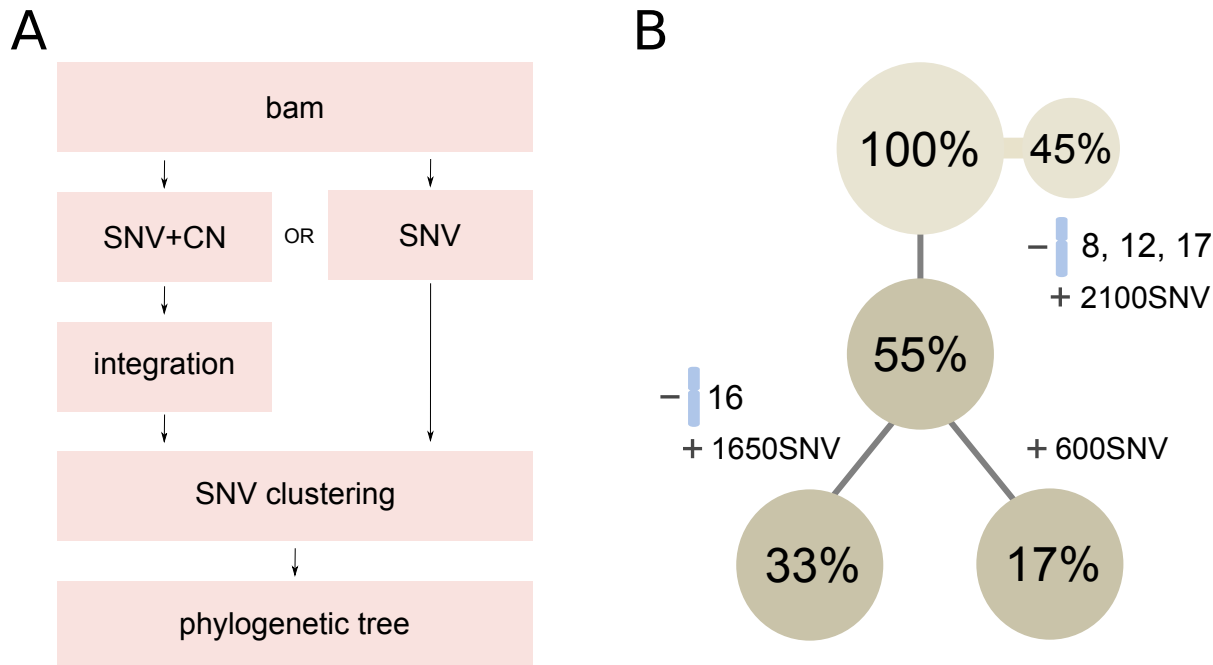 A
bam
SNV+CN
OR
SNV
integration
SNV clustering
phylogenetic tree
B
100%
45%
− 8, 12, 17
+ 2100SNV
55%
− 16
+ 1650SNV
+ 600SNV
33%
17%